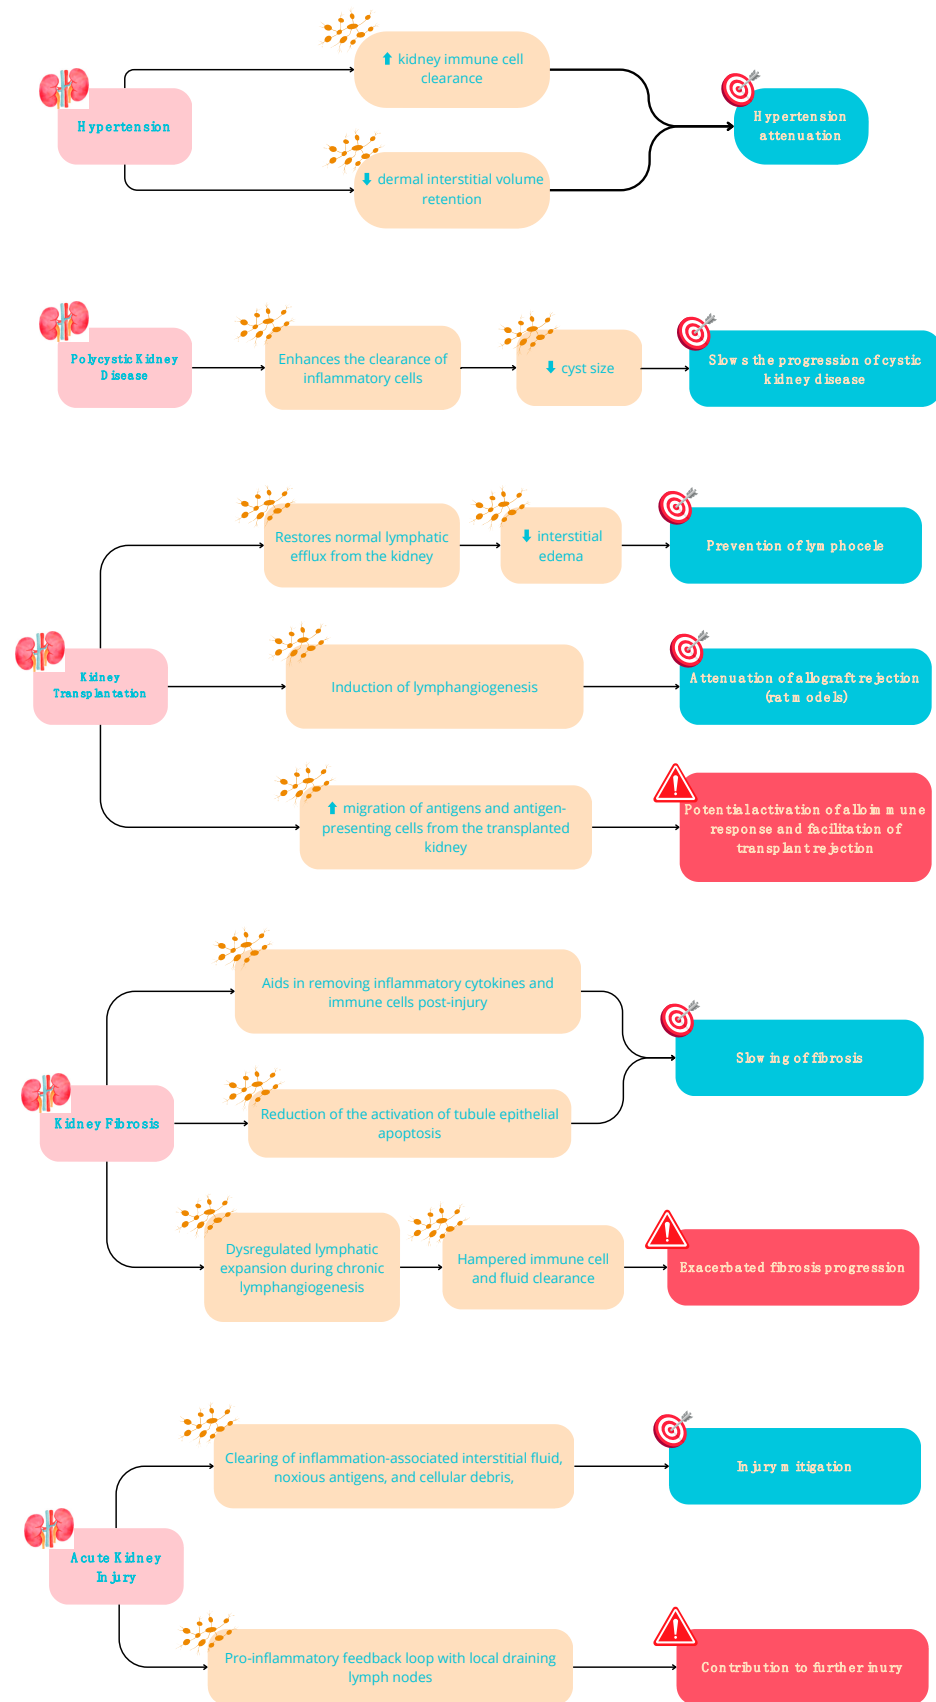 ⬆ kidney immune cell
clearance
Hypertension
Hypertension
attenuation
⬇ dermal interstitial volume
retention
Polycystic Kidney
Disease
Enhances the clearance of
inflammatory cells
⬇ cyst size
Slows the progression of cystic
kidney disease
Restores normal lymphatic
efflux from the kidney
⬇ interstitial
edema
Prevention of lymphocele
Kidney
Transplantation
Induction of lymphangiogenesis
Attenuation of allograft rejection
(rat models)
⬆ migration of antigens and antigen-
presenting cells from the transplanted
kidney
Potential activation of alloimmune
response and facilitation of
transplant rejection
Aids in removing inflammatory cytokines and
immune cells post-injury
Slowing of fibrosis
Kidney Fibrosis
Reduction of the activation of tubule epithelial
apoptosis
Dysregulated lymphatic
expansion during chronic
lymphangiogenesis
Hampered immune cell
and fluid clearance
Exacerbated fibrosis progression
Clearing of inflammation-associated interstitial fluid,
noxious antigens, and cellular debris,
Injury mitigation
Acute Kidney
Injury
Pro-inflammatory feedback loop with local draining
lymph nodes
Contribution to further inury